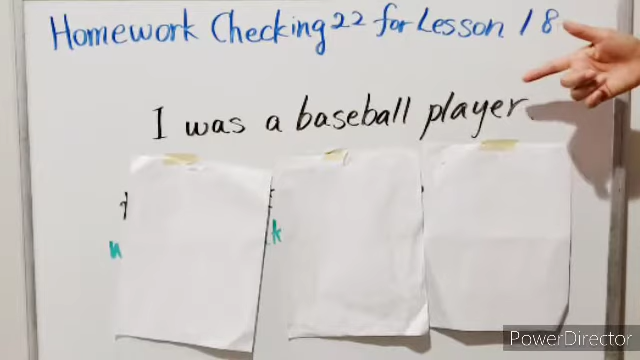 Homework Checking 22 for Lesson 18
I was a baseball player.
PowerDirector